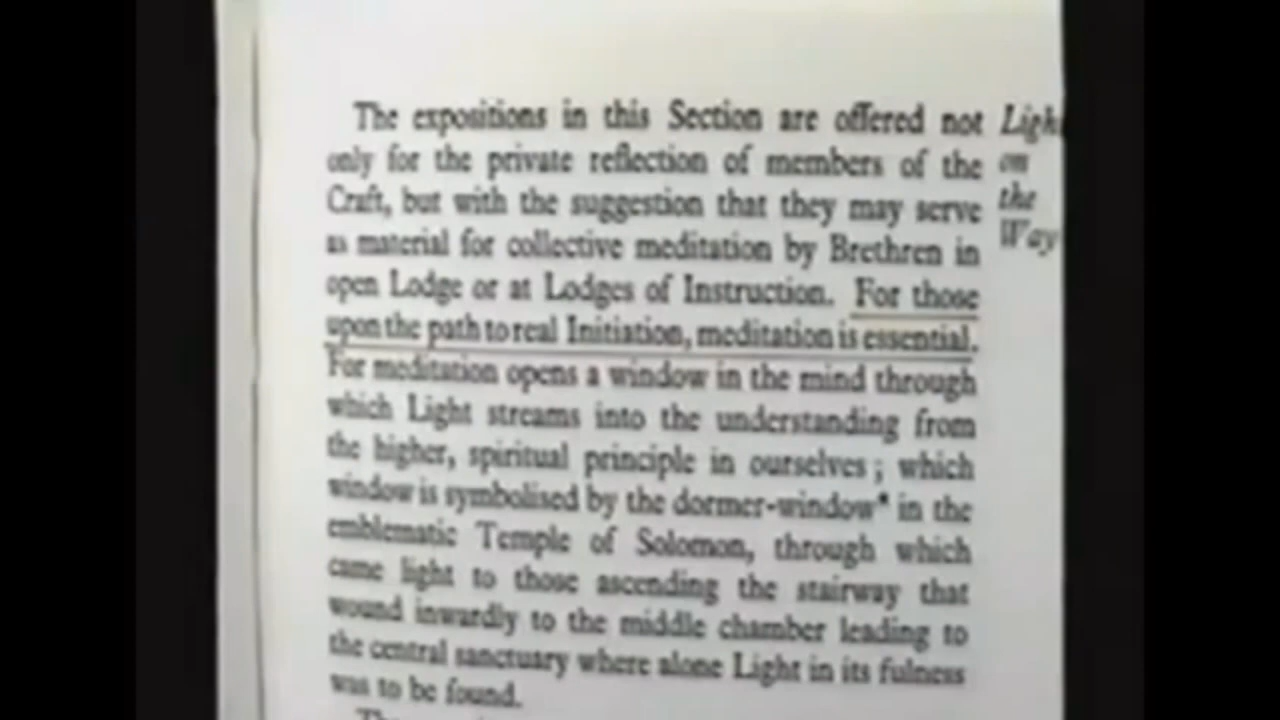 The expositions in this Section are offered not
only for the private reflection of members of the
Craft, but with the suggestion that they may serve
as material for collective meditation by Brethren in
open Lodge or at Lodges of Instruction. For those
upon the path to real Initiation, meditation is essential.
For meditation opens a window in the mind through
which Light streams into the understanding from
the higher, spiritual principle in ourselves ; which
window is symbolised by the dormer-window* in the
emblematic Temple of Solomon, through which
came light to those ascending the stairway that
wound inwardly to the middle chamber leading to
the central sanctuary where alone Light in its fulness
was to be found.
Ligh
on
the
Way